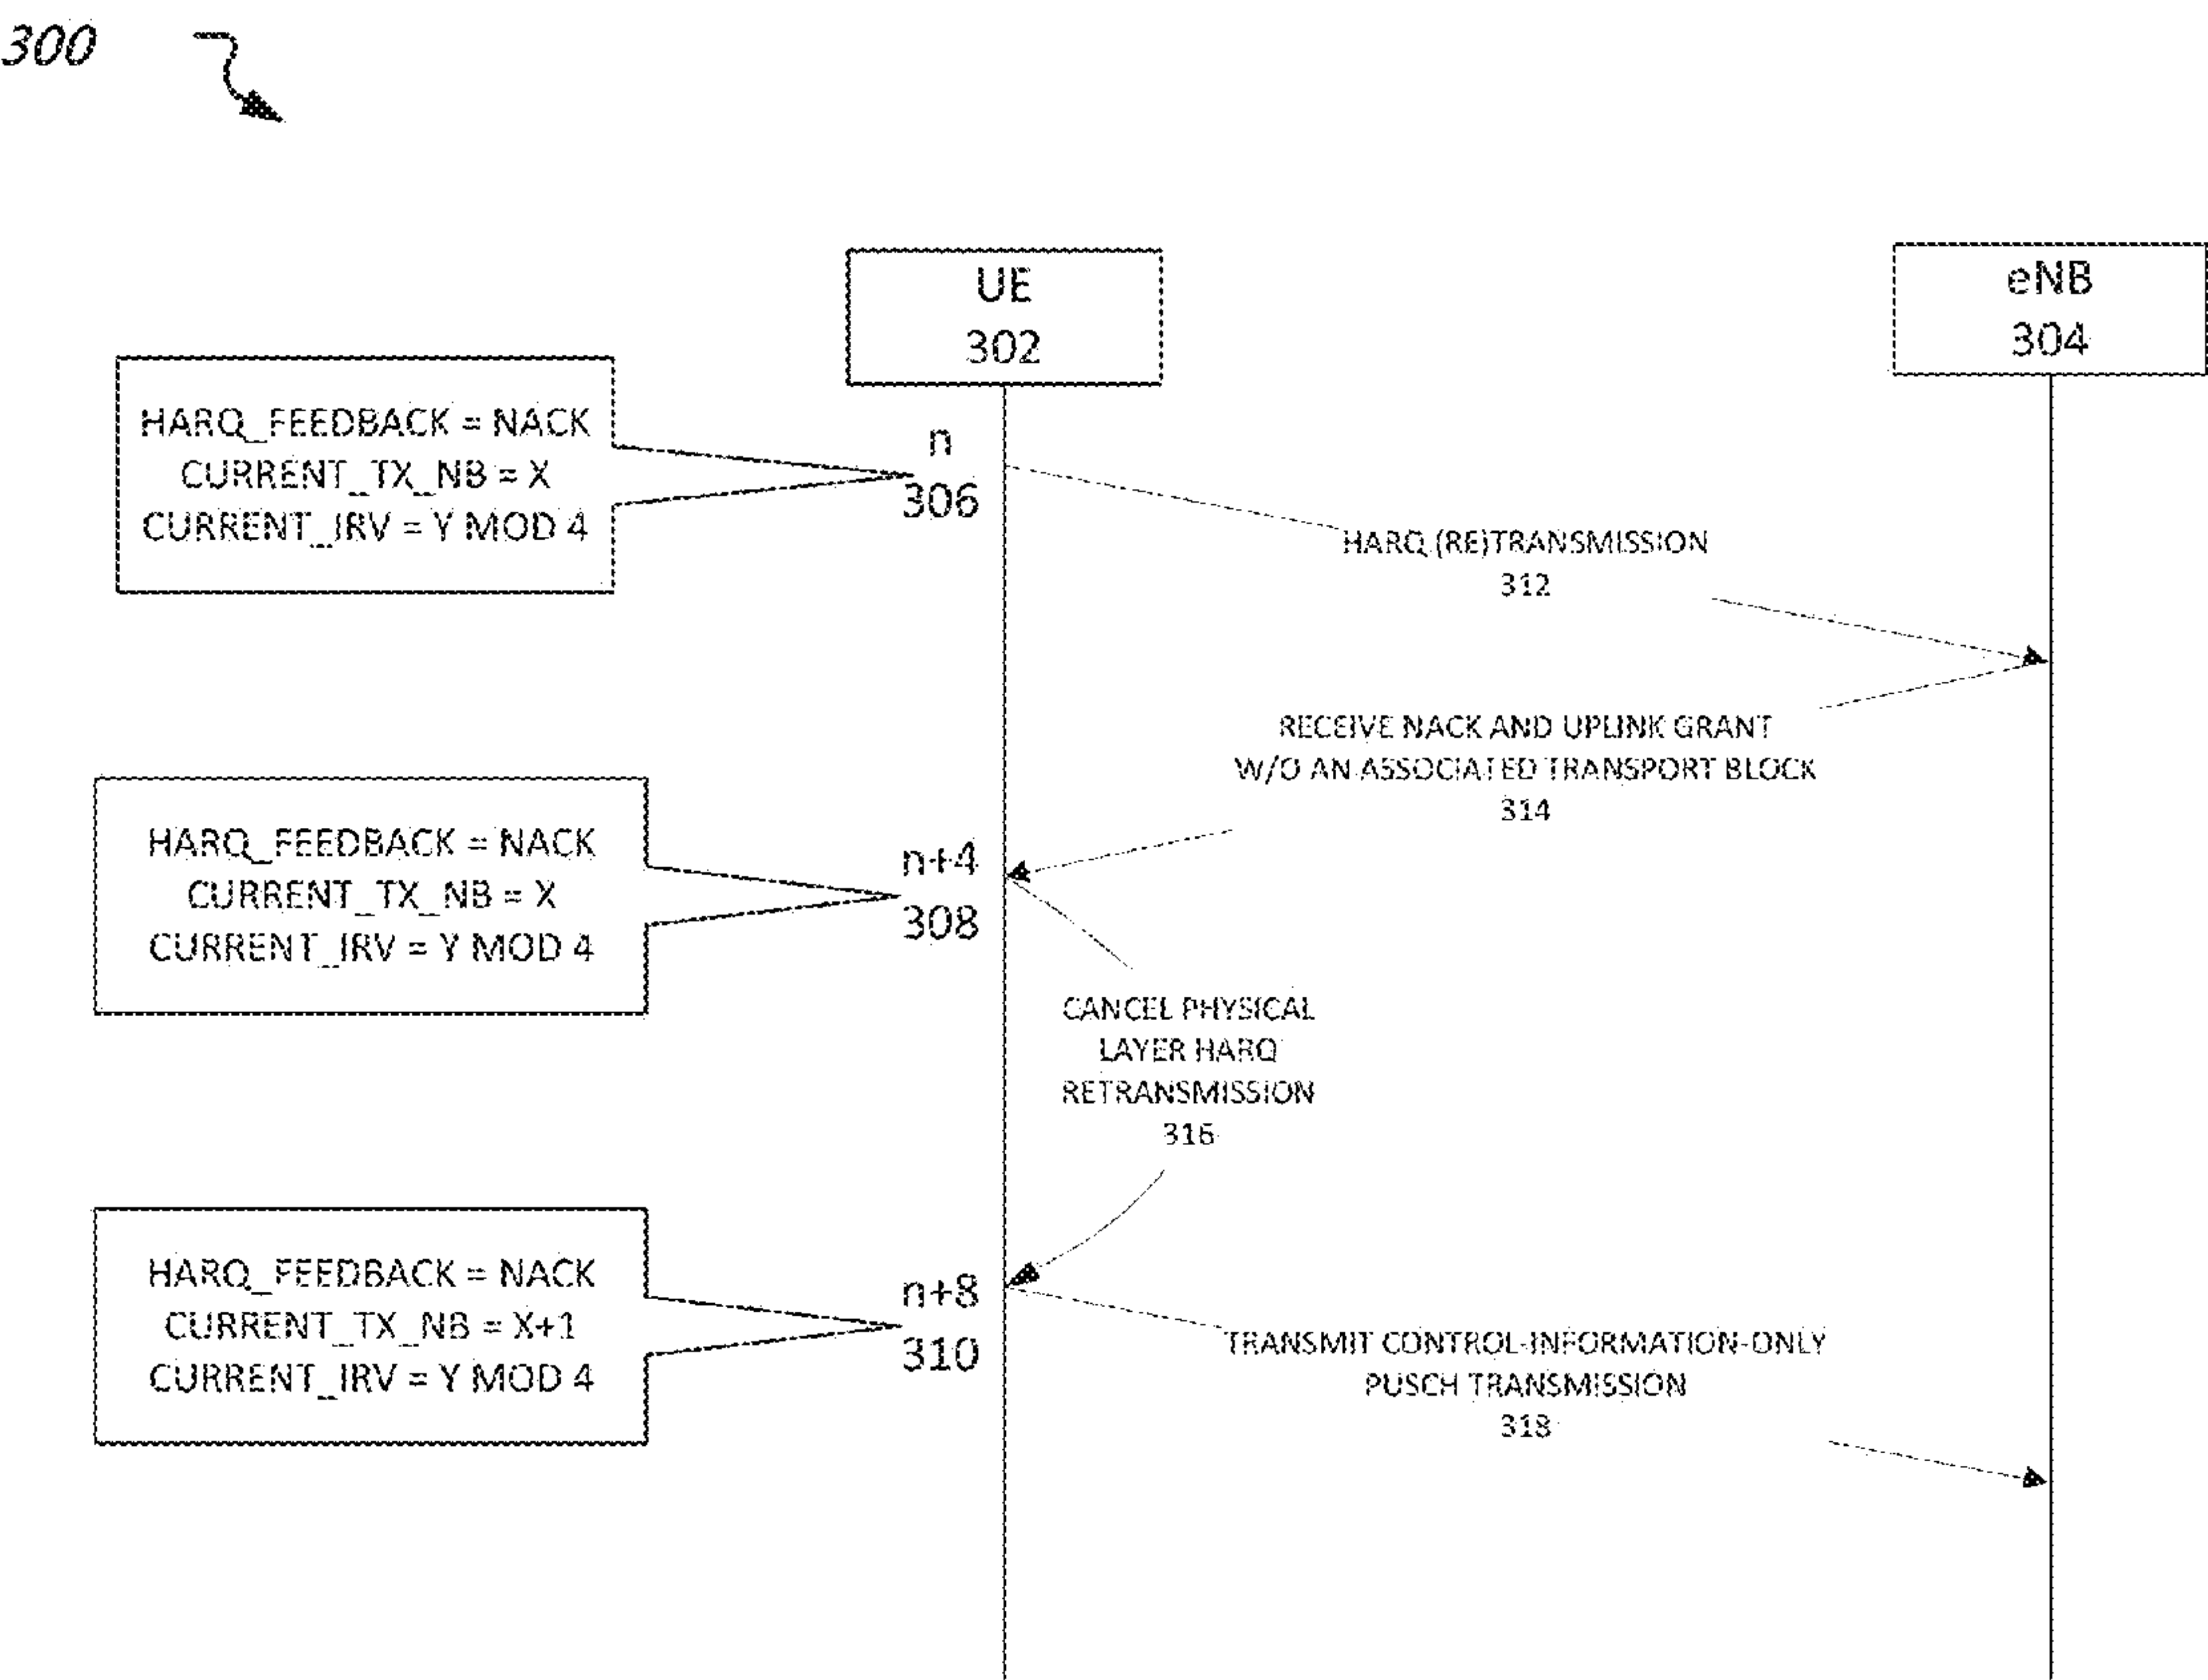 300
UE
302
eNB
304
HARQ_FEEDBACK = NACK
CURRENT_TX_NB = X
CURRENT_IRV = Y MOD 4
n
306
HARQ (RE)TRANSMISSION
312
RECEIVE NACK AND UPLINK GRANT
W/O AN ASSOCIATED TRANSPORT BLOCK
314
HARQ_FEEDBACK = NACK
CURRENT_TX_NB = X
CURRENT_IRV = Y MOD 4
n+4
308
CANCEL PHYSICAL
LAYER HARQ
RETRANSMISSION
316
HARQ_FEEDBACK = NACK
CURRENT_TX_NB = X+1
CURRENT_IRV = Y MOD 4
n+8
310
TRANSMIT CONTROL-INFORMATION-ONLY
PUSCH TRANSMISSION
318